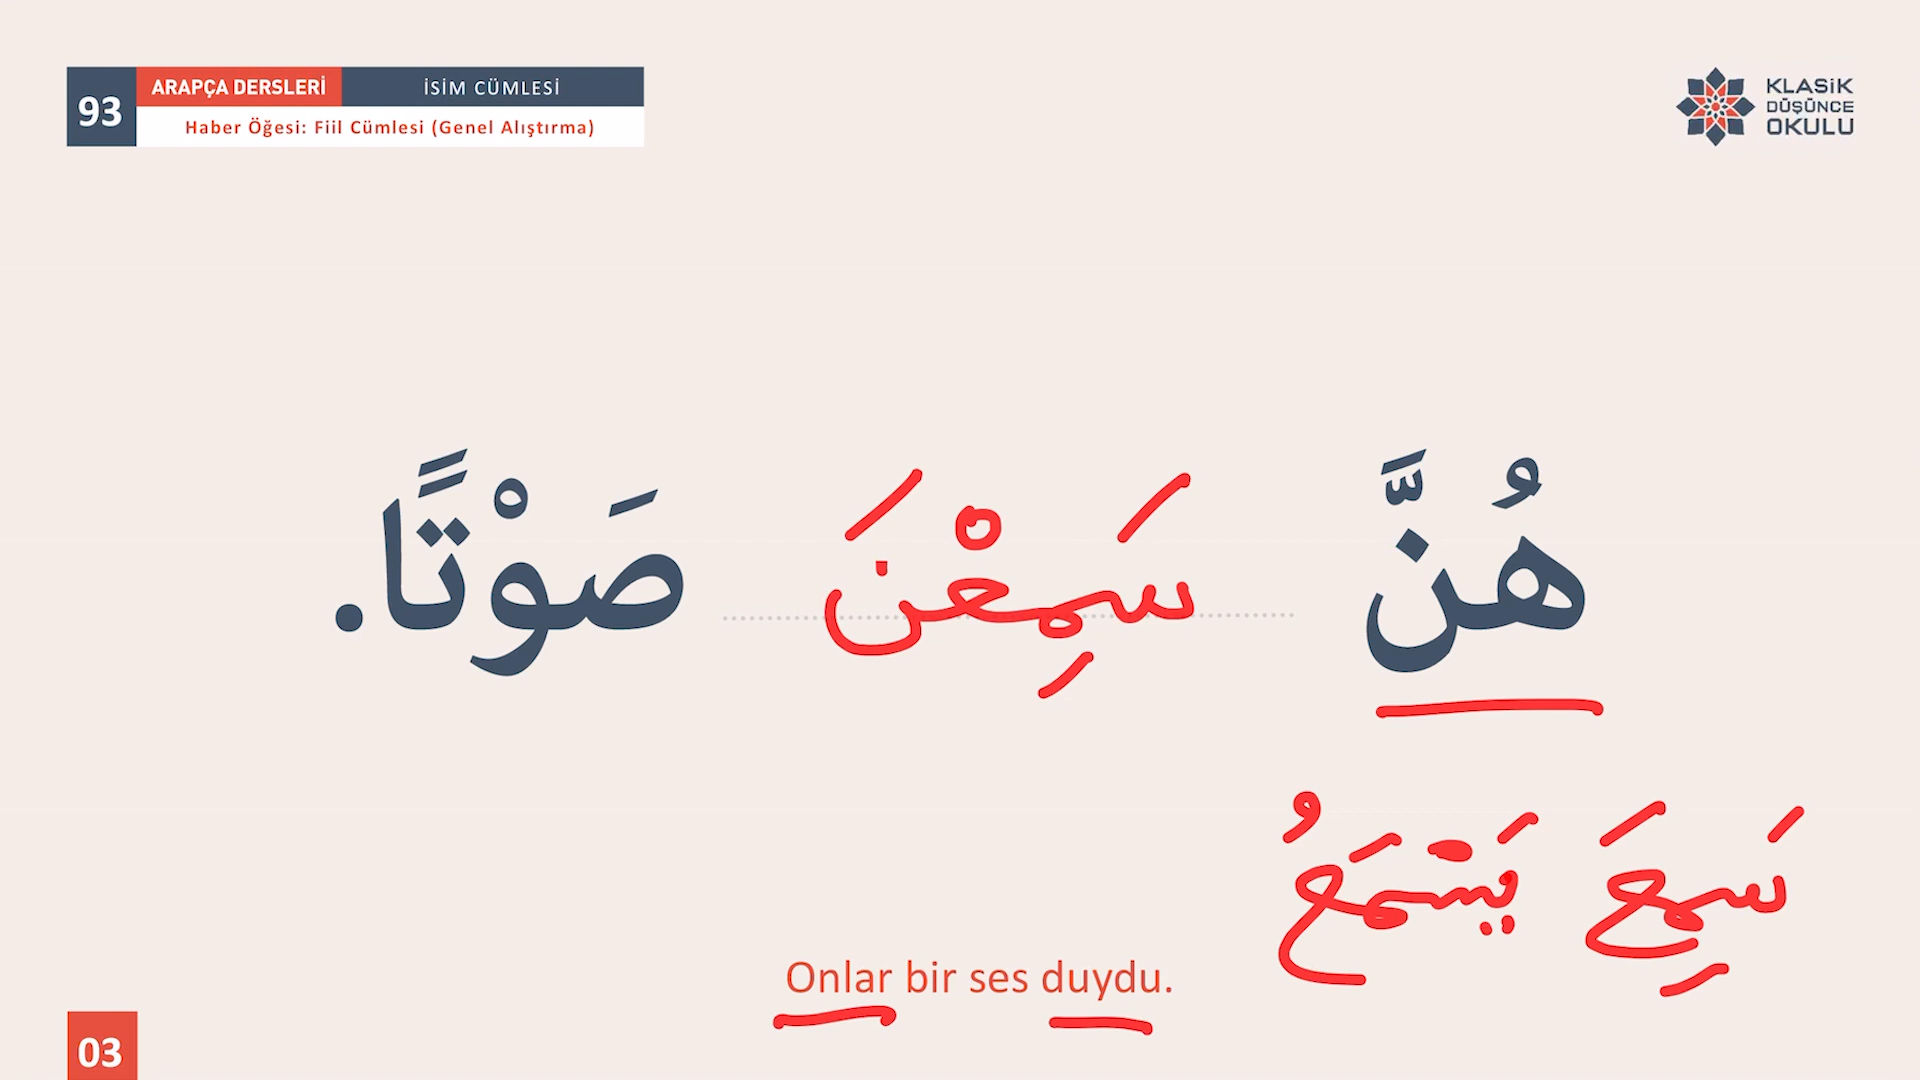 93
ARAPÇA DERSLERİ
İSİM CÜMLESİ
Haber Öğesi: Fiil Cümlesi (Genel Alıştırma)
KLASİK
DÜŞÜNCE
OKULU
هُنَّ سَمِعْنَ صَوْتًا.
سَمِعَ يَسْتَمَعُ
Onlar bir ses duydu.
03